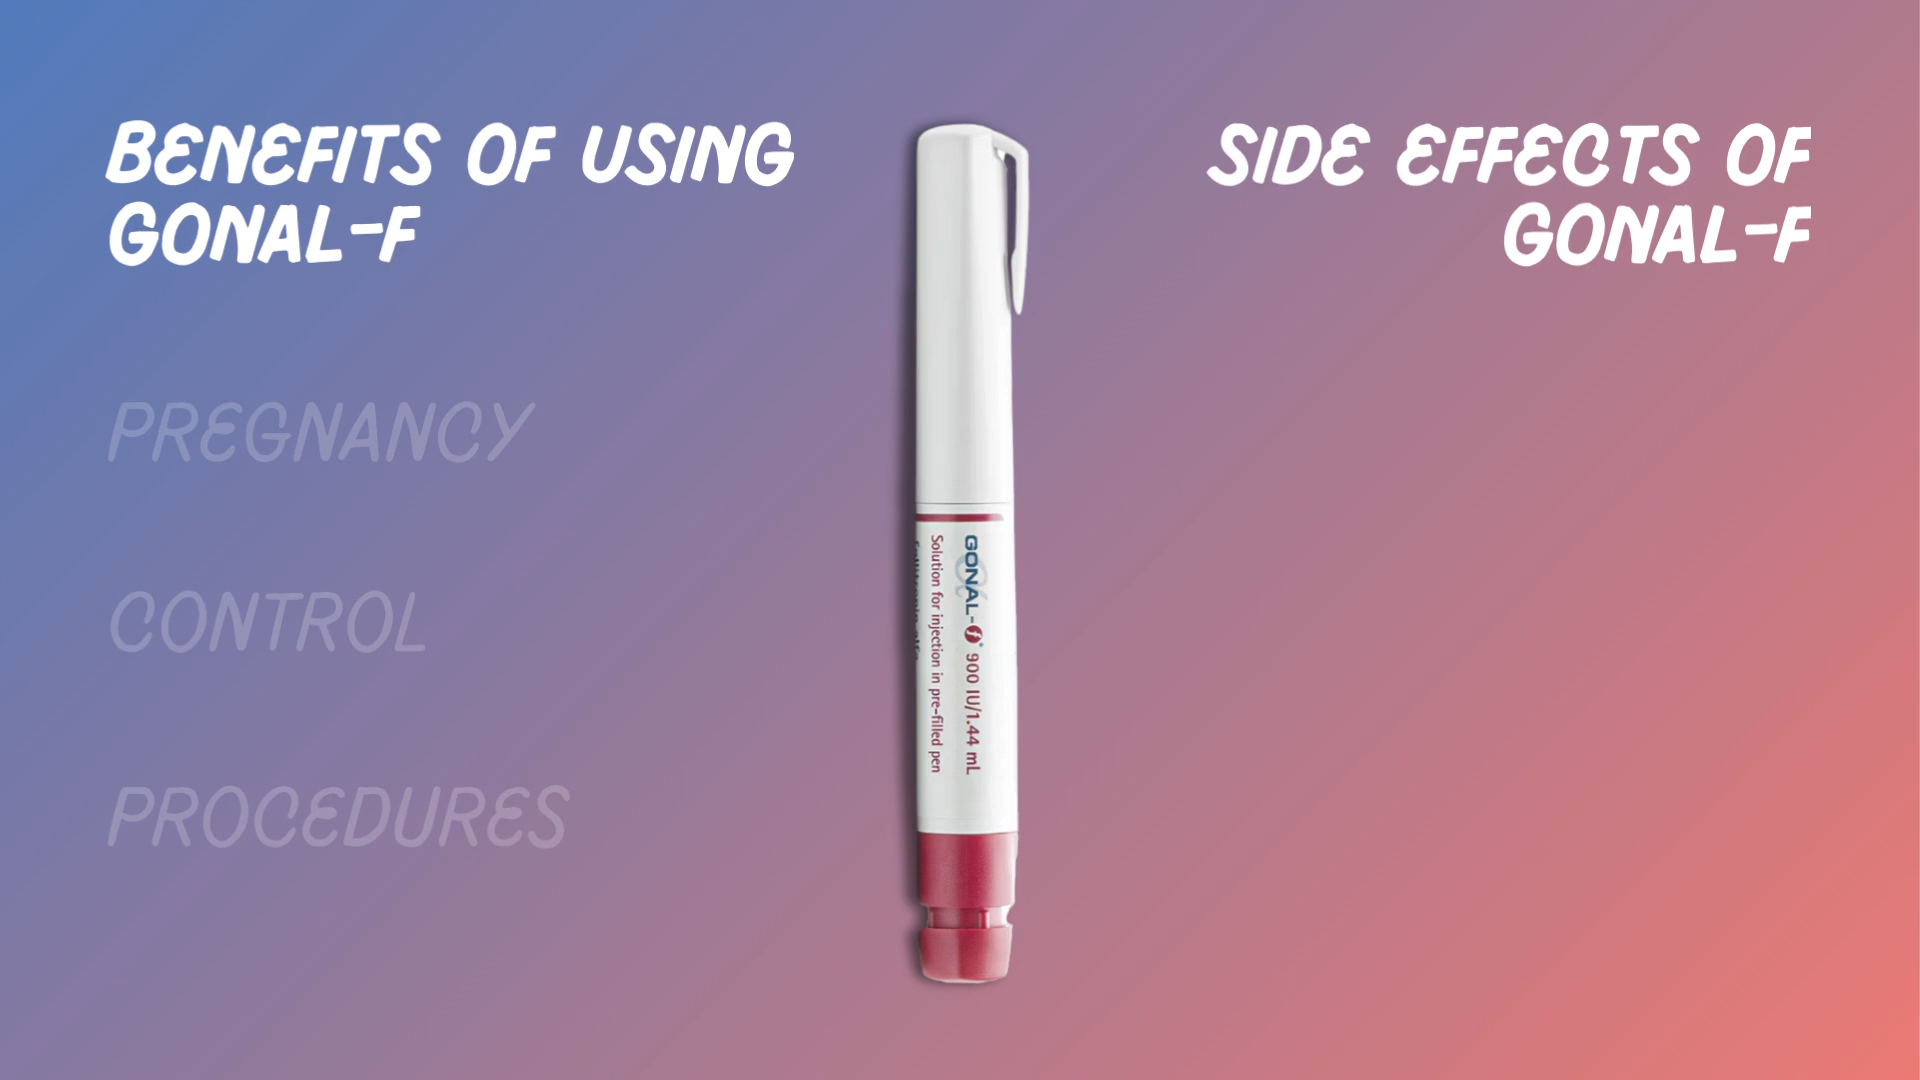 BENEFITS OF USING
GONAL-F
PREGNANCY
CONTROL
PROCEDURES
SIDE EFFECTS OF
GONAL-F
GONAL-f® 900 IU/1.44 mL
Solution for injection in pre-filled pen